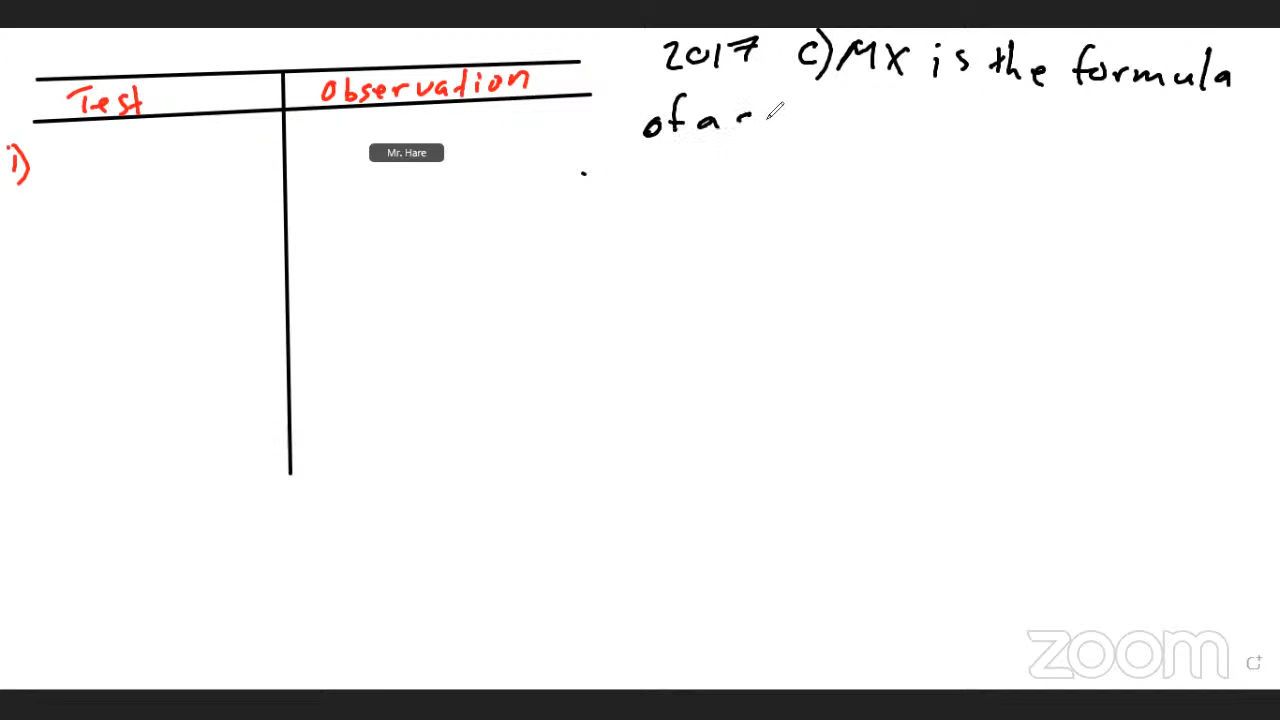 Test
Observation
i)
Mr. Hare
2017 c) MX is the formula
of a
zoom